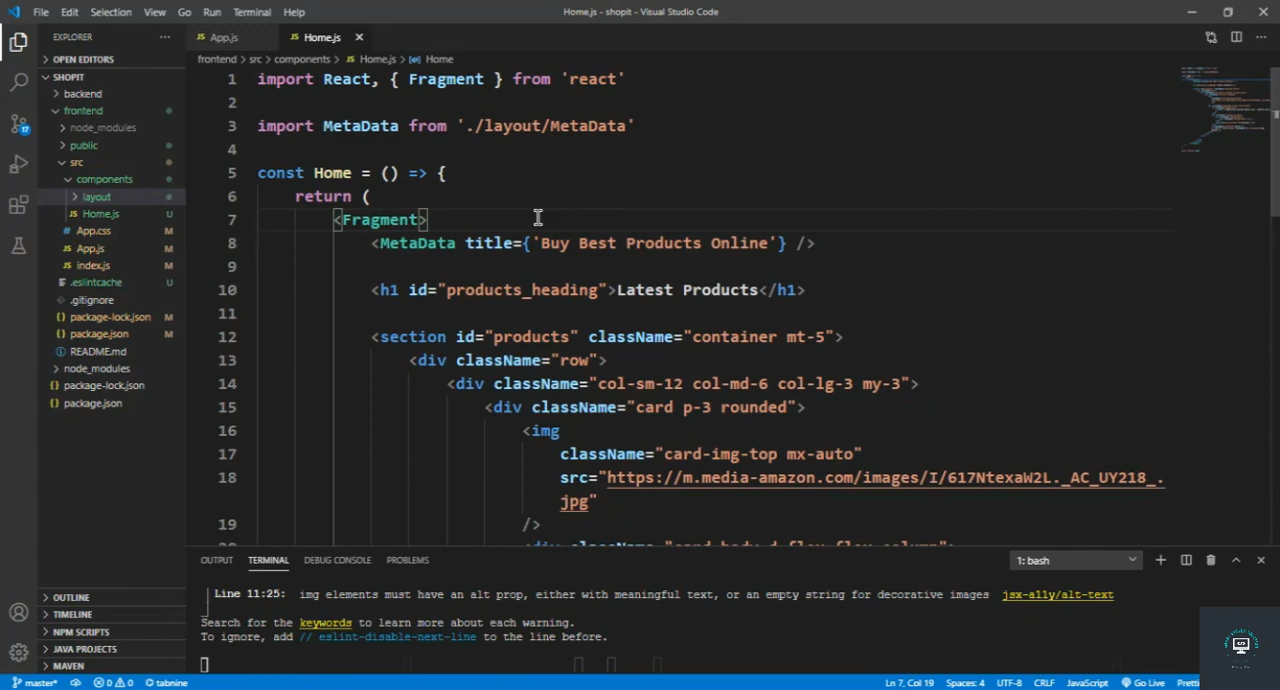 File Edit Selection View Go Run Terminal Help
Home.js - shopit - Visual Studio Code
EXPLORER
OPEN EDITORS
SHOPIT
backend
frontend
node_modules
public
src
components
layout
Home.js U
App.css M
App.js M
index.js M
.eslintcache U
.gitignore
package-lock.json M
package.json M
README.md
node_modules
package-lock.json
package.json
OUTLINE
TIMELINE
NPM SCRIPTS
JAVA PROJECTS
MAVEN
17
App.js Home.js
frontend > src > components > Home.js > Home
1 import React, { Fragment } from 'react'
2
3 import MetaData from './layout/MetaData'
4
5 const Home = () => {
6 return (
7 <Fragment>
8 <MetaData title={'Buy Best Products Online'} />
9
10 <h1 id="products_heading">Latest Products</h1>
11
12 <section id="products" className="container mt-5">
13 <div className="row">
14 <div className="col-sm-12 col-md-6 col-lg-3 my-3">
15 <div className="card p-3 rounded">
16 <img
17 className="card-img-top mx-auto"
18 src="https://m.media-amazon.com/images/I/617NtexaW2L._AC_UY218_.
jpg"
19 />
OUTPUT TERMINAL DEBUG CONSOLE PROBLEMS
1: bash
Line 11:25: img elements must have an alt prop, either with meaningful text, or an empty string for decorative images jsx-a11y/alt-text
Search for the keywords to learn more about each warning.
To ignore, add // eslint-disable-next-line to the line before.
master* 0 0 tabnine
Ln 7, Col 19 Spaces: 4 UTF-8 CRLF JavaScript Go Live